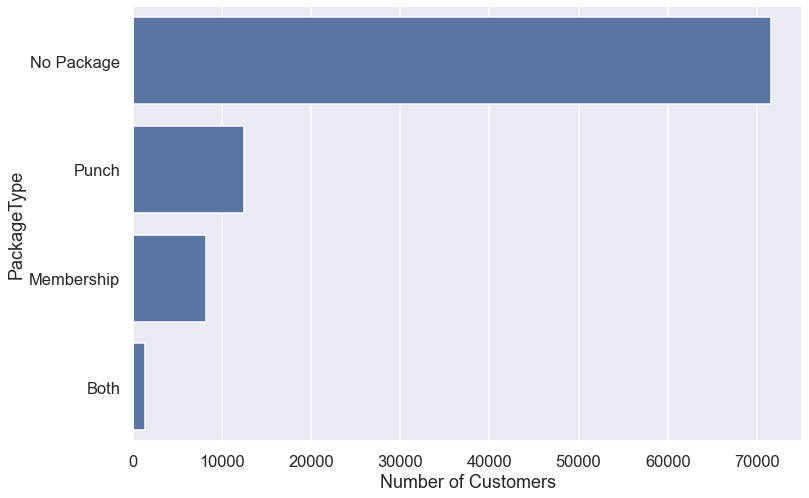 No Package
Punch
Membership
Both
PackageType
0 10000 20000 30000 40000 50000 60000 70000
Number of Customers